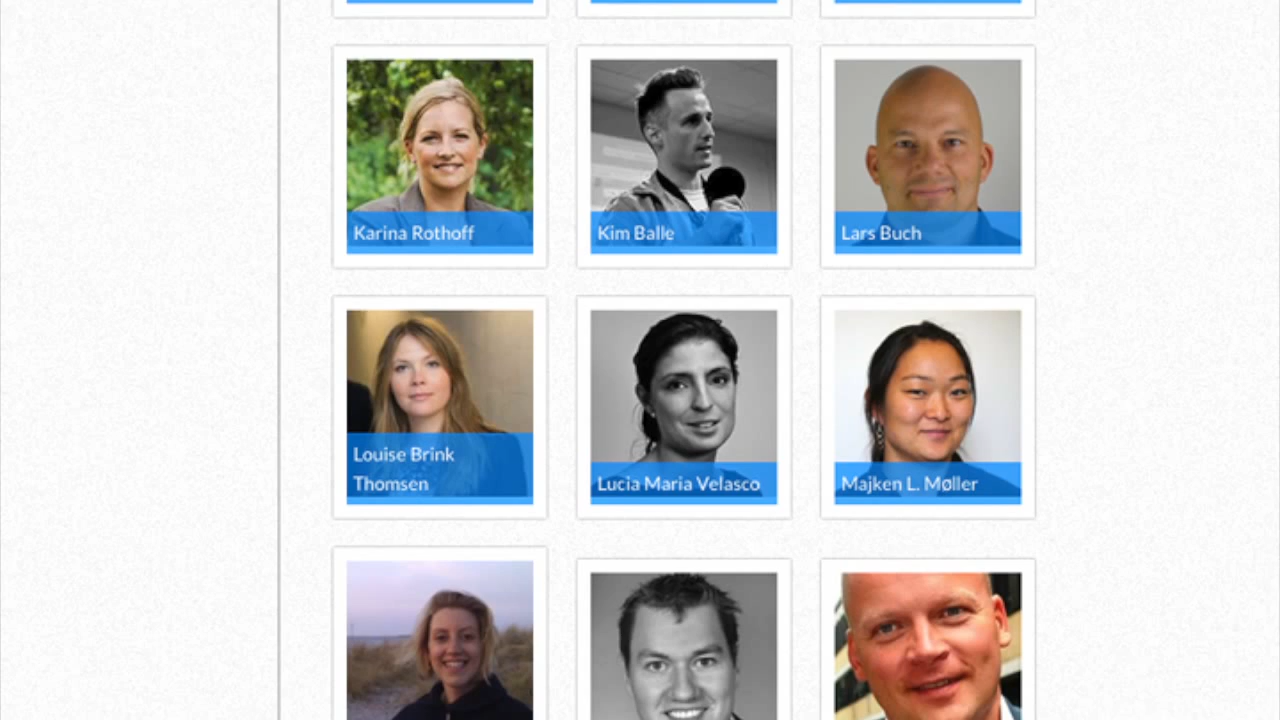 Karina Rothoff
Kim Balle
Lars Buch
Louise Brink
Thomsen
Lucia Maria Velasco
Majken L. Møller